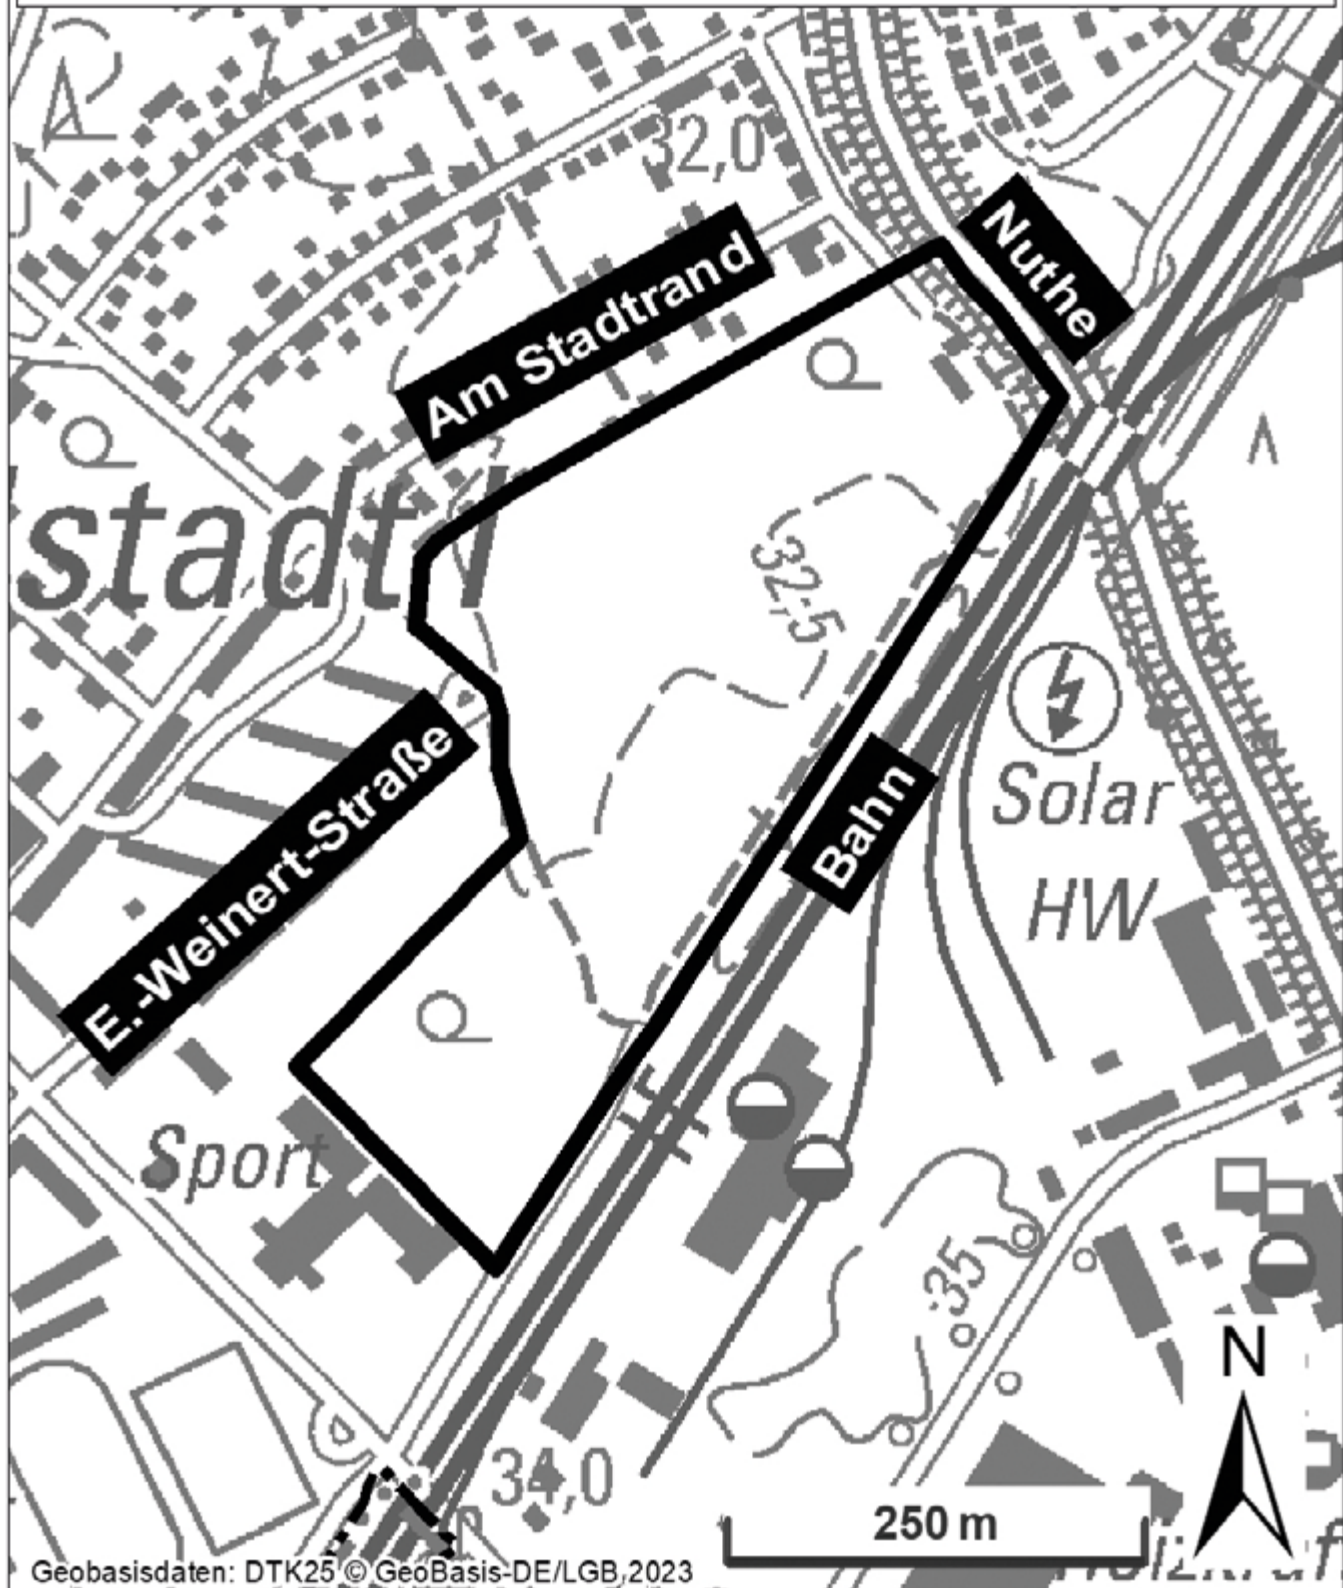 32,0
Nuthe
Am Stadtrand
stadt I
32,5
E.-Weinert-Straße
Bahn
Solar
HW
Sport
35
N
34,0
250 m
Geobasisdaten: DTK25 © GeoBasis-DE/LGB,2023